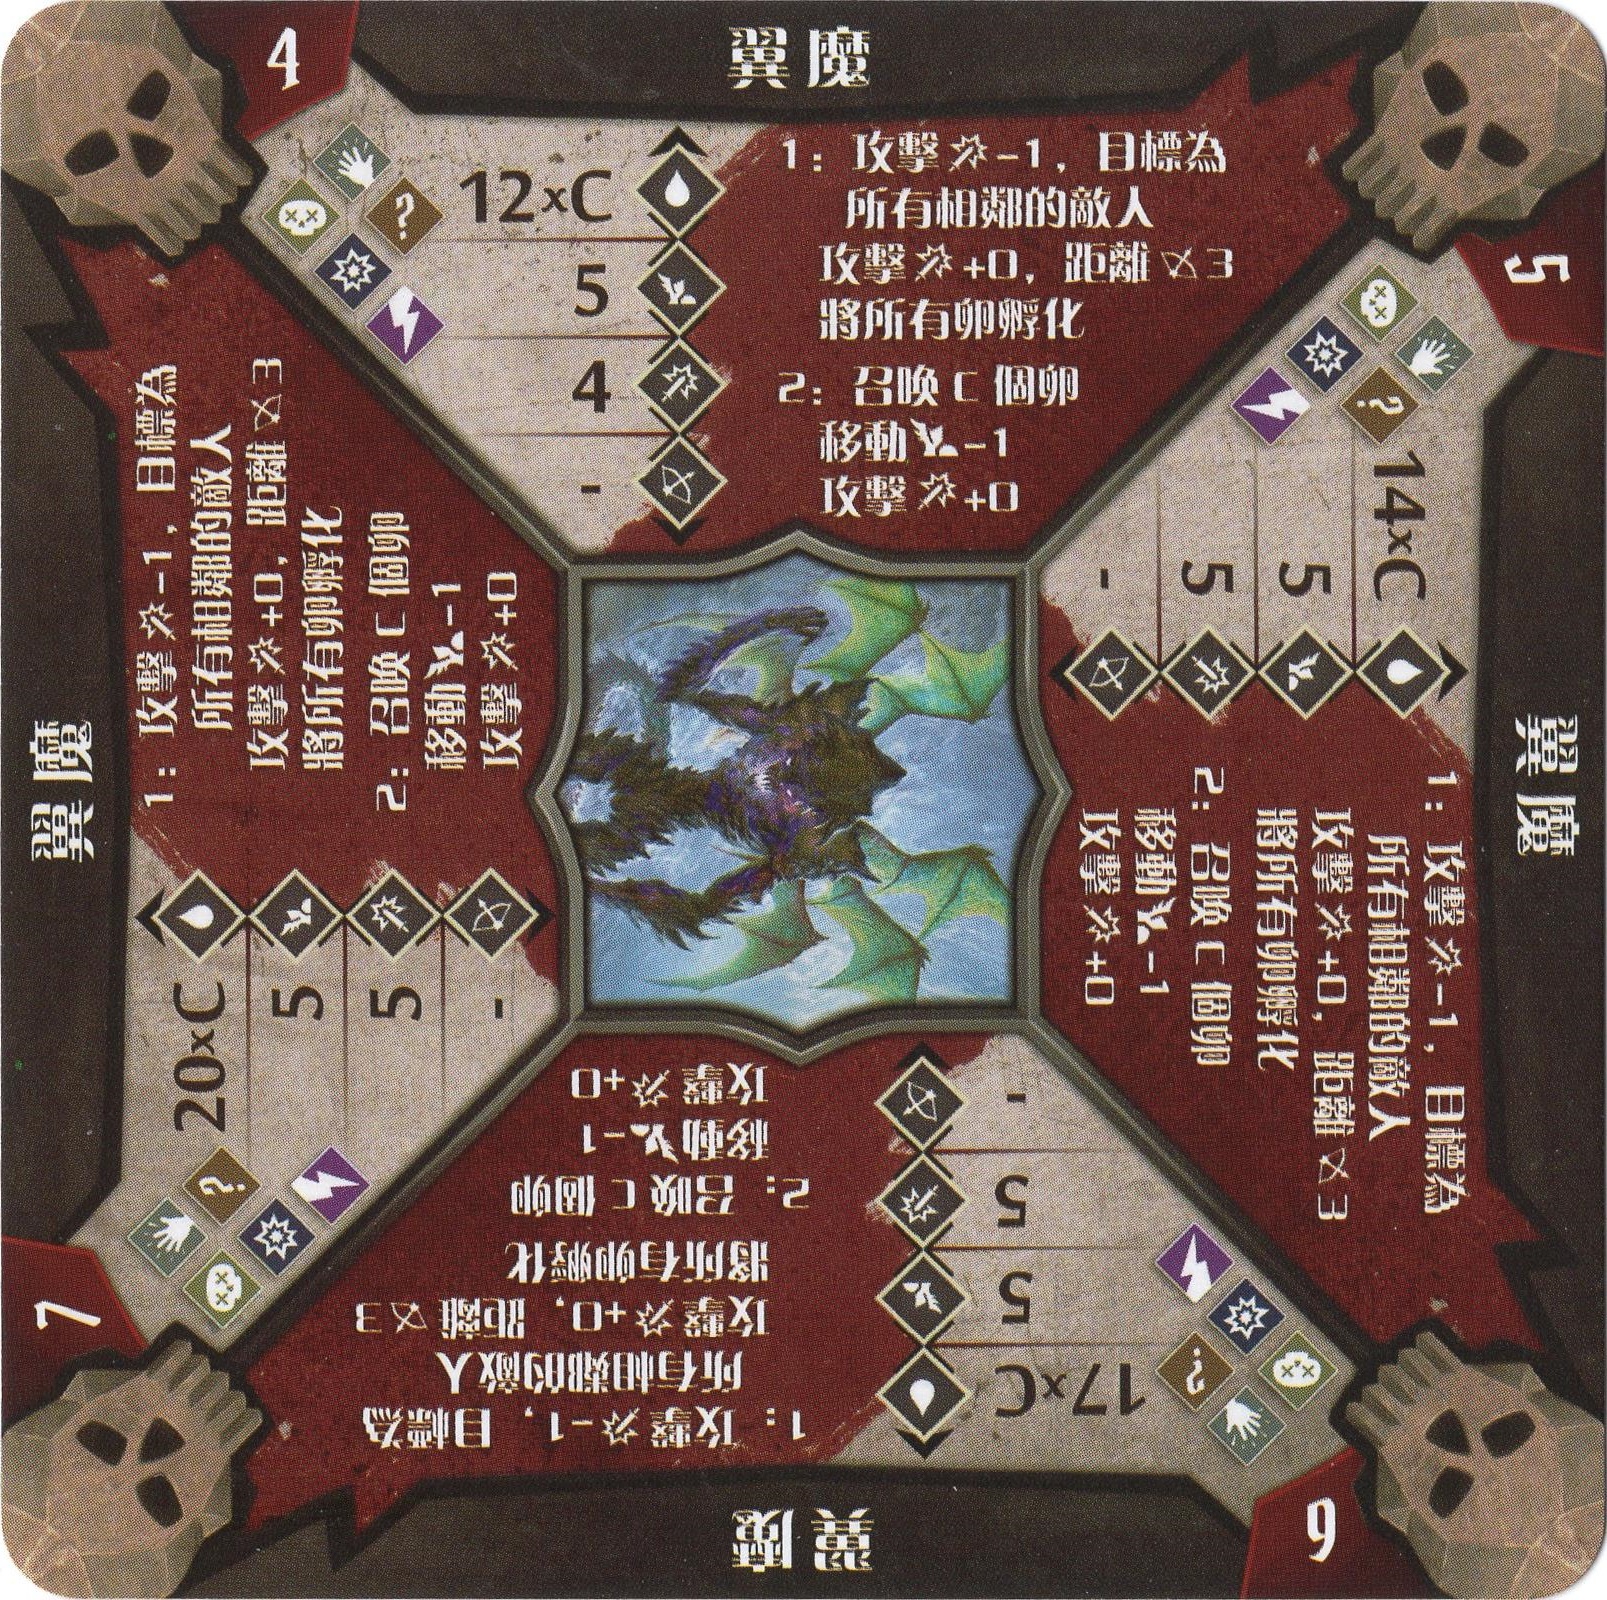 4
翼魔
12xC
5
4
-
1: 攻擊-1, 目標為
所有相鄰的敵人
攻擊+0, 距離3
將所有卵孵化
2: 召喚C個卵
移動-1
攻擊+0
5
翼魔
14xC
5
5
-
1: 攻擊-1, 目標為
所有相鄰的敵人
攻擊+0, 距離3
將所有卵孵化
2: 召喚C個卵
移動-1
攻擊+0
6
翼魔
17xC
5
5
-
1: 攻擊-1, 目標為
所有相鄰的敵人
攻擊+0, 距離3
將所有卵孵化
2: 召喚C個卵
移動-1
攻擊+0
7
翼魔
20xC
5
5
-
1: 攻擊-1, 目標為
所有相鄰的敵人
攻擊+0, 距離3
將所有卵孵化
2: 召喚C個卵
移動-1
攻擊+0